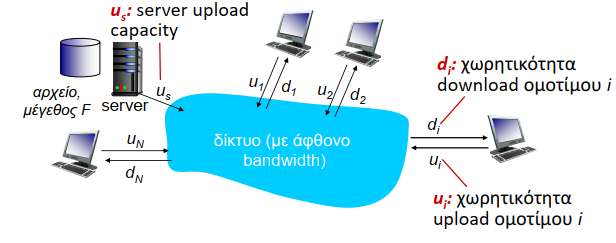 us: server upload
capacity
αρχείο,
μέγεθος F
server
us
u1
d1
u2
d2
di: χωρητικότητα
download ομοτίμου i
di
ui
uN
dN
δίκτυο (με άφθονο
bandwidth)
ui: χωρητικότητα
upload ομοτίμου i